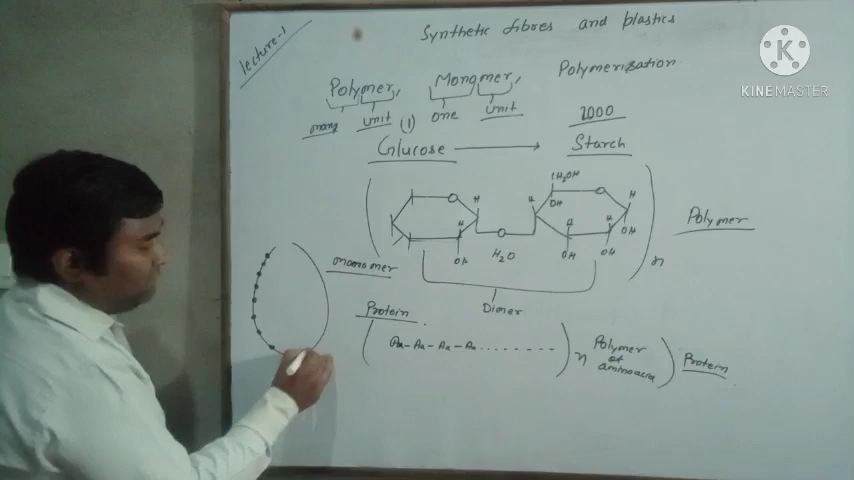 Lecture-1
Synthetic fibres and plastics
Polymer, Monomer, Polymerisation
many unit (1) one unit
2000
Glucose Starch
CH2OH
H H H
OH
H H H OH
OH H2O OH OH
n
Polymer
monomer
Dimer
Protein
Aa - Aa - Aa - Aa ........
n
Polymer
of
aminoacid
Protein
K
KINEMASTER